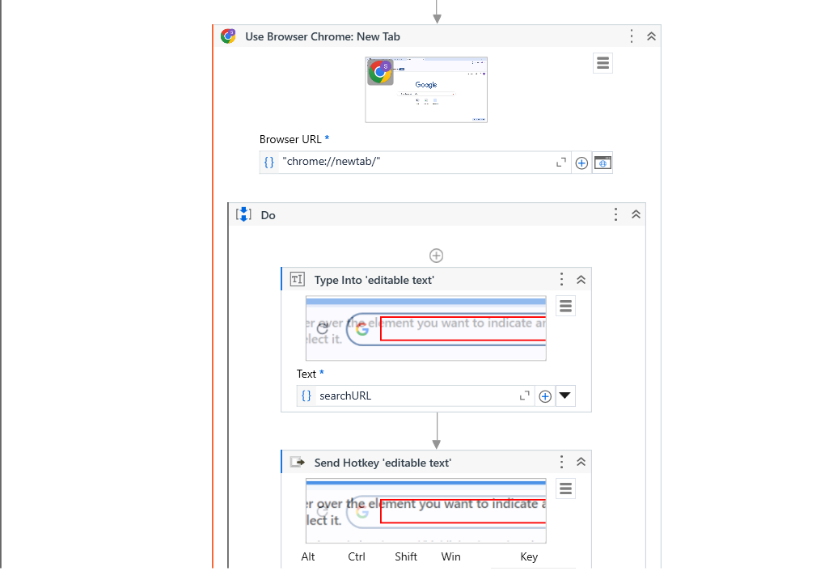 Use Browser Chrome: New Tab
Google
Browser URL *
"chrome://newtab/"
Do
Type Into 'editable text'
er over the element you want to indicate an
elect it.
Text *
searchURL
Send Hotkey 'editable text'
er over the element you want to indicate a
lect it.
Alt Ctrl Shift Win Key